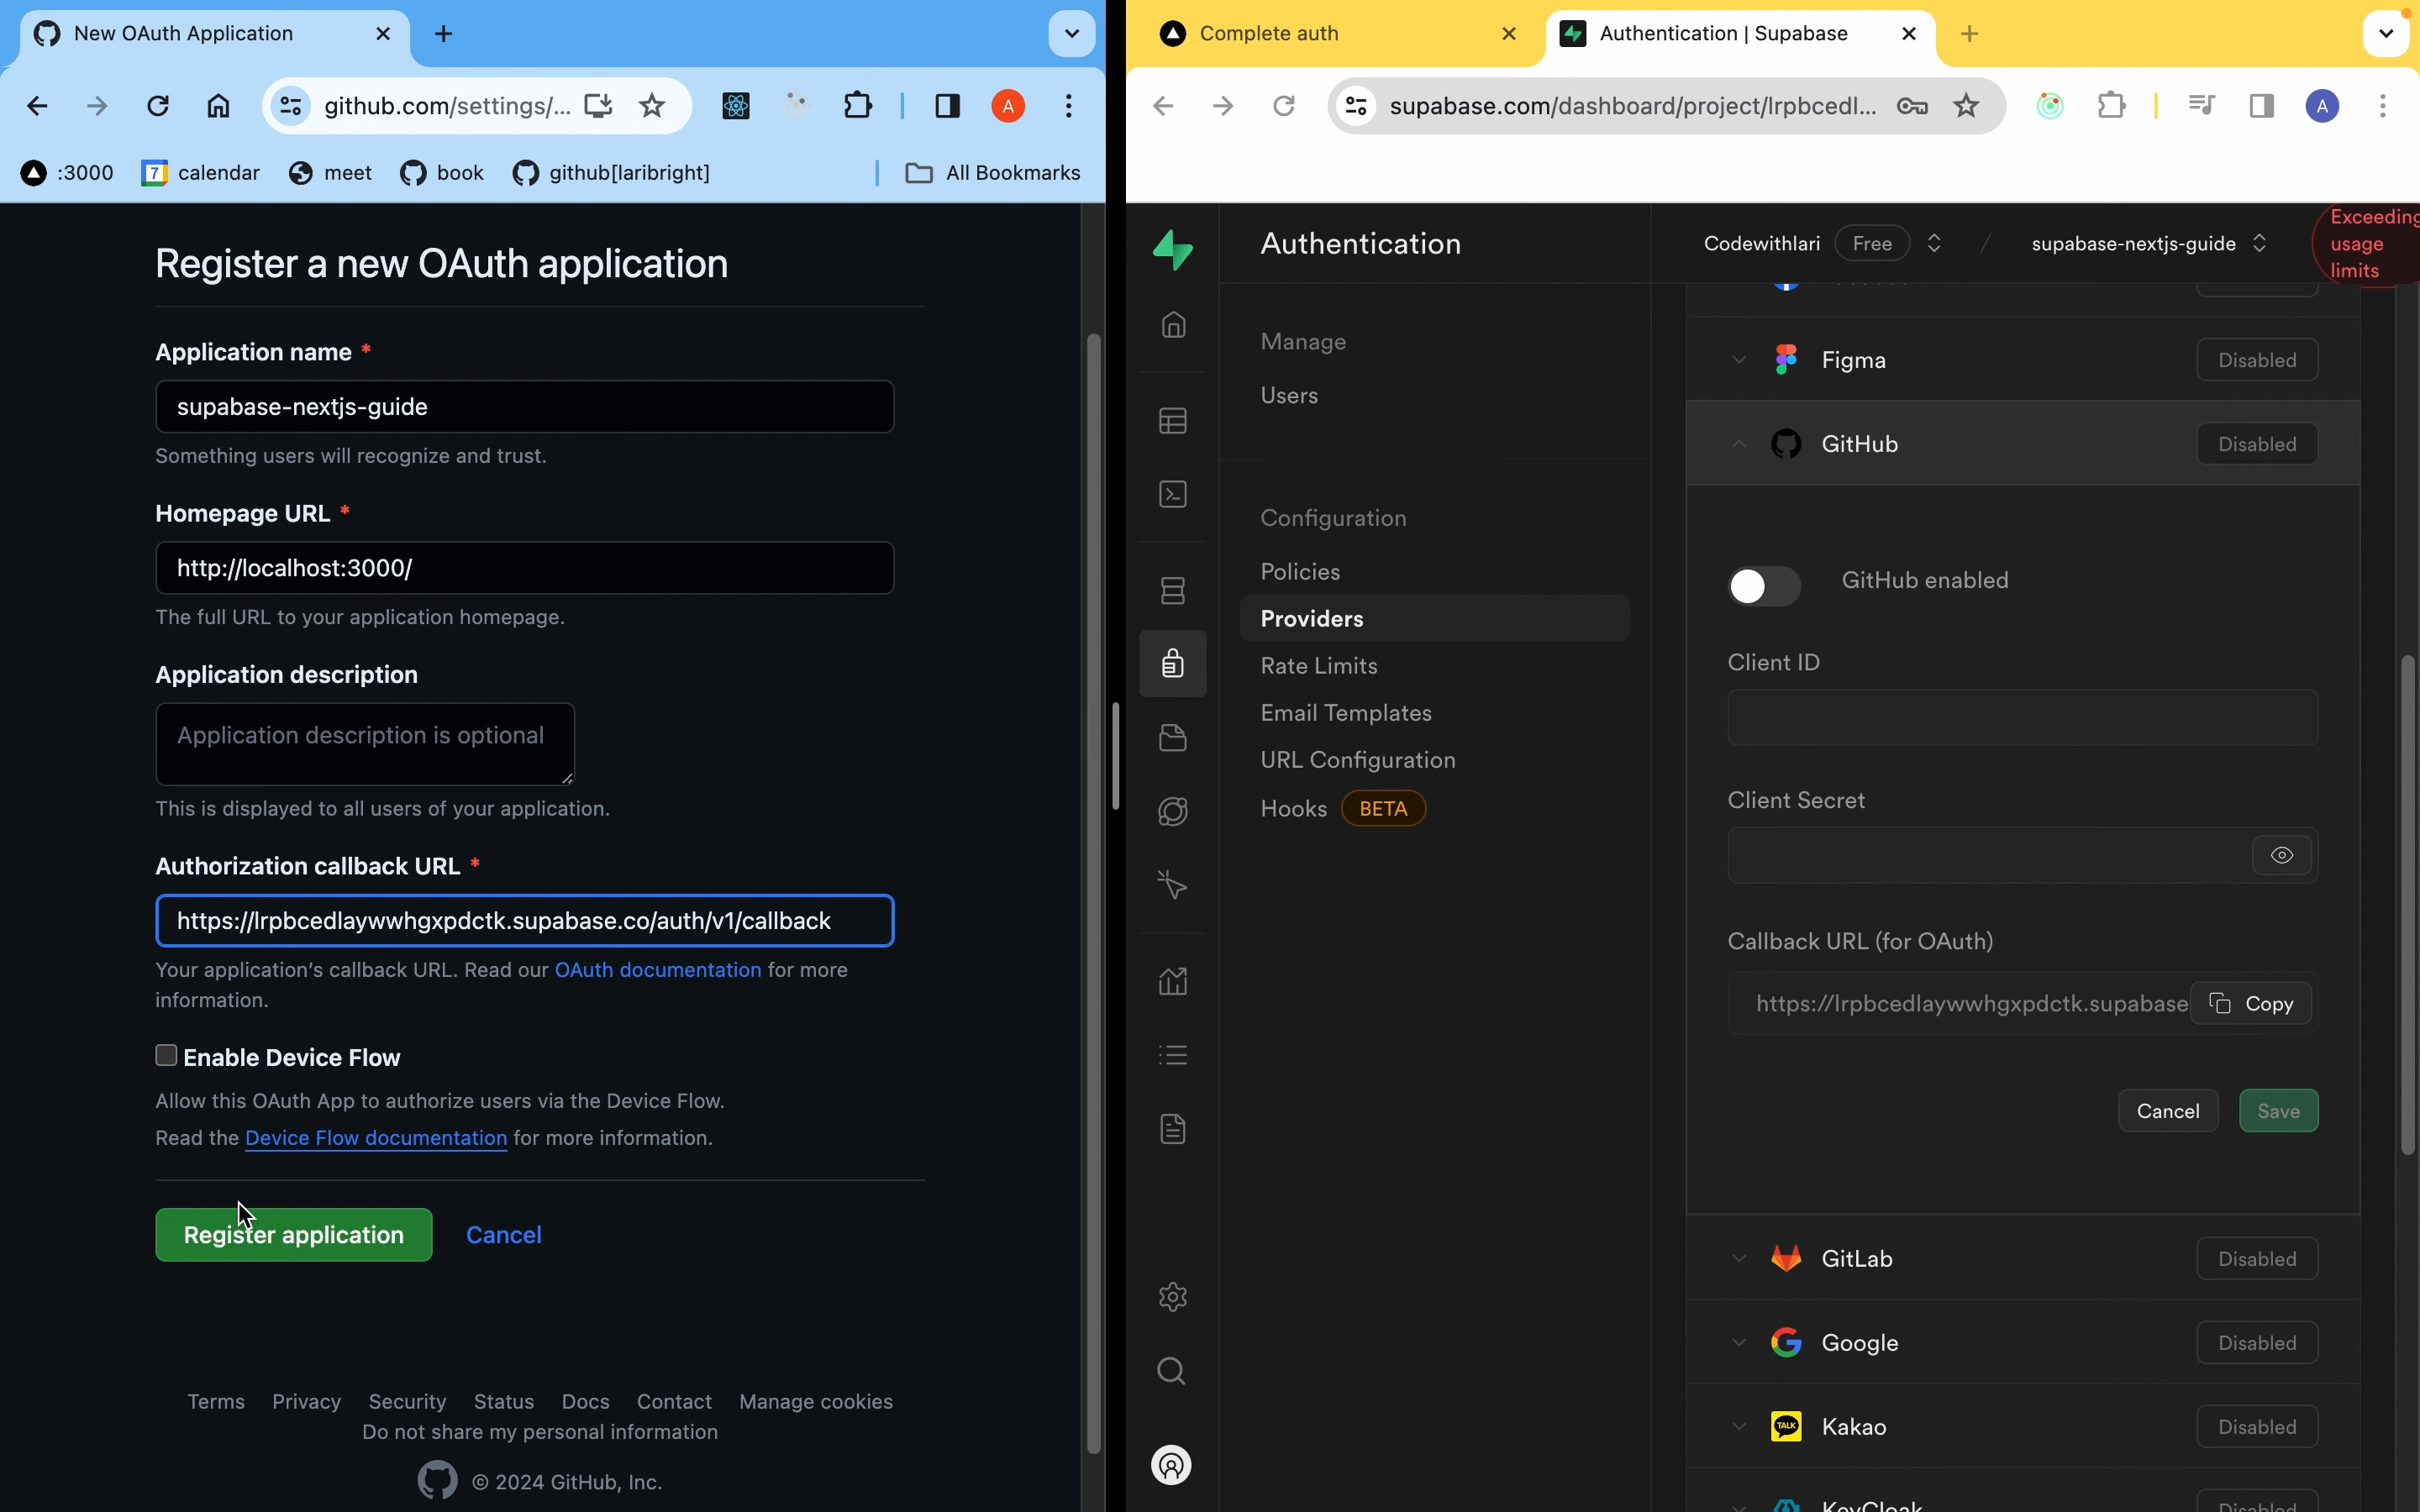 New OAuth Application
github.com/settings/...
:3000
calendar
meet
book
github[laribright]
All Bookmarks
A
7
Register a new OAuth application
Application name *
supabase-nextjs-guide
Something users will recognize and trust.
Homepage URL *
http://localhost:3000/
The full URL to your application homepage.
Application description
Application description is optional
This is displayed to all users of your application.
Authorization callback URL *
https://lrpbcedlaywwhgxpdctk.supabase.co/auth/v1/callback
Your application's callback URL. Read our OAuth documentation for more
information.
Enable Device Flow
Allow this OAuth App to authorize users via the Device Flow.
Read the Device Flow documentation for more information.
Register application
Cancel
Terms Privacy Security Status Docs Contact Manage cookies
Do not share my personal information
© 2024 GitHub, Inc.
Complete auth
Authentication | Supabase
supabase.com/dashboard/project/lrpbcedl...
A
Authentication
Codewithlari Free / supabase-nextjs-guide
Exceeding
usage
limits
Manage
Users
Configuration
Policies
Providers
Rate Limits
Email Templates
URL Configuration
Hooks BETA
Figma Disabled
GitHub Disabled
GitHub enabled
Client ID
Client Secret
Callback URL (for OAuth)
https://lrpbcedlaywwhgxpdctk.supabase
Copy
Cancel
Save
GitLab Disabled
Google Disabled
TALK
Kakao Disabled
KeyCloak Disabled